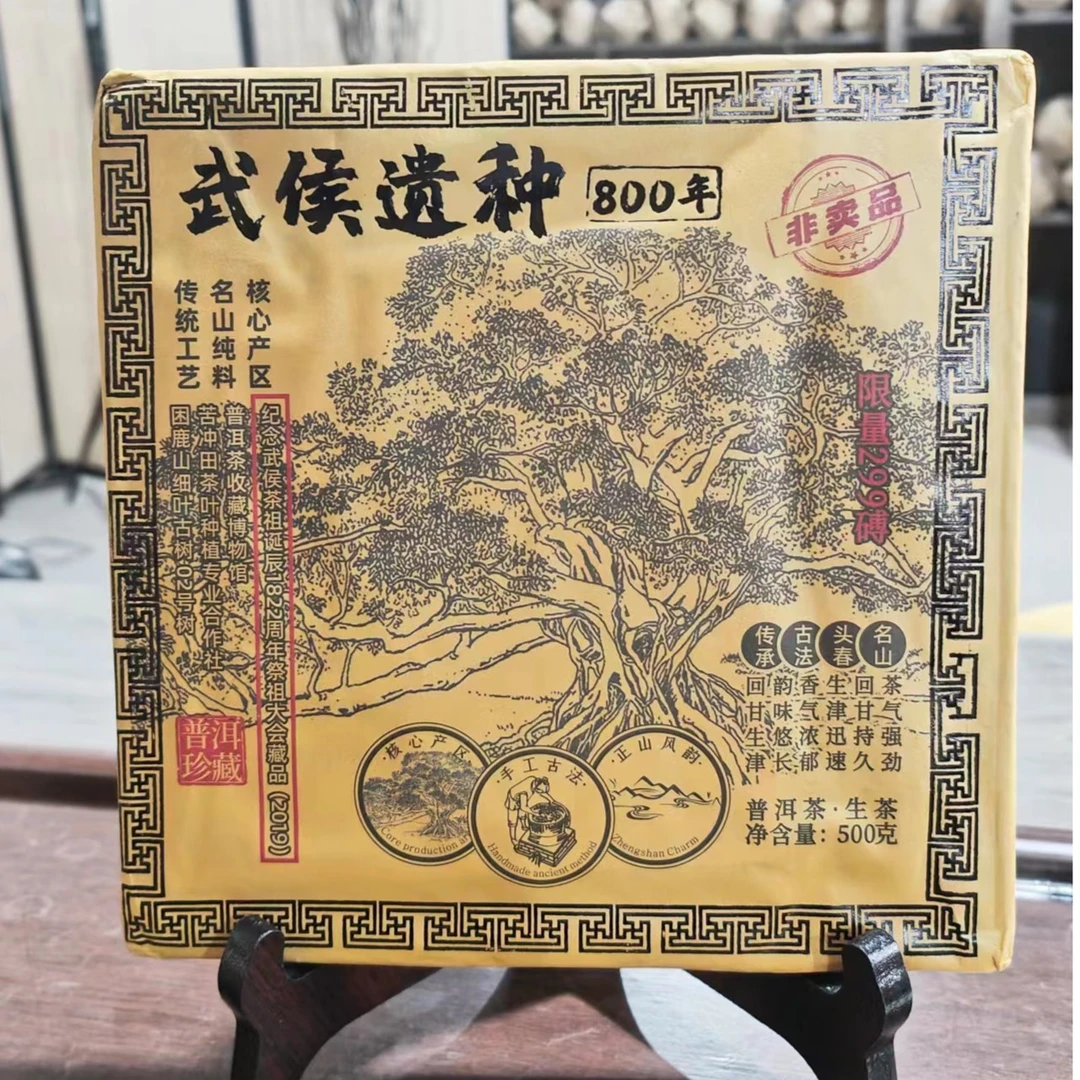 武侯遗种
800年
非卖品
核心产区
名山纯料
传统工艺
纪念武侯茶祖诞辰1828周年祭祖大会藏品（2019）
普洱茶收藏博物馆
苦冲田茶叶种植专业合作社
困鹿山细叶古树.02号树
普洱
珍藏
限量299磚
名山
头春
古法
传承
茶气强劲
回甘持久
生津迅速
香气浓郁
韵味悠长
回甘生津
核心产区
Core production a
手工古法
Handmade ancient method
正山风韵
Zhengshan Charm
普洱茶·生茶
净含量：500克